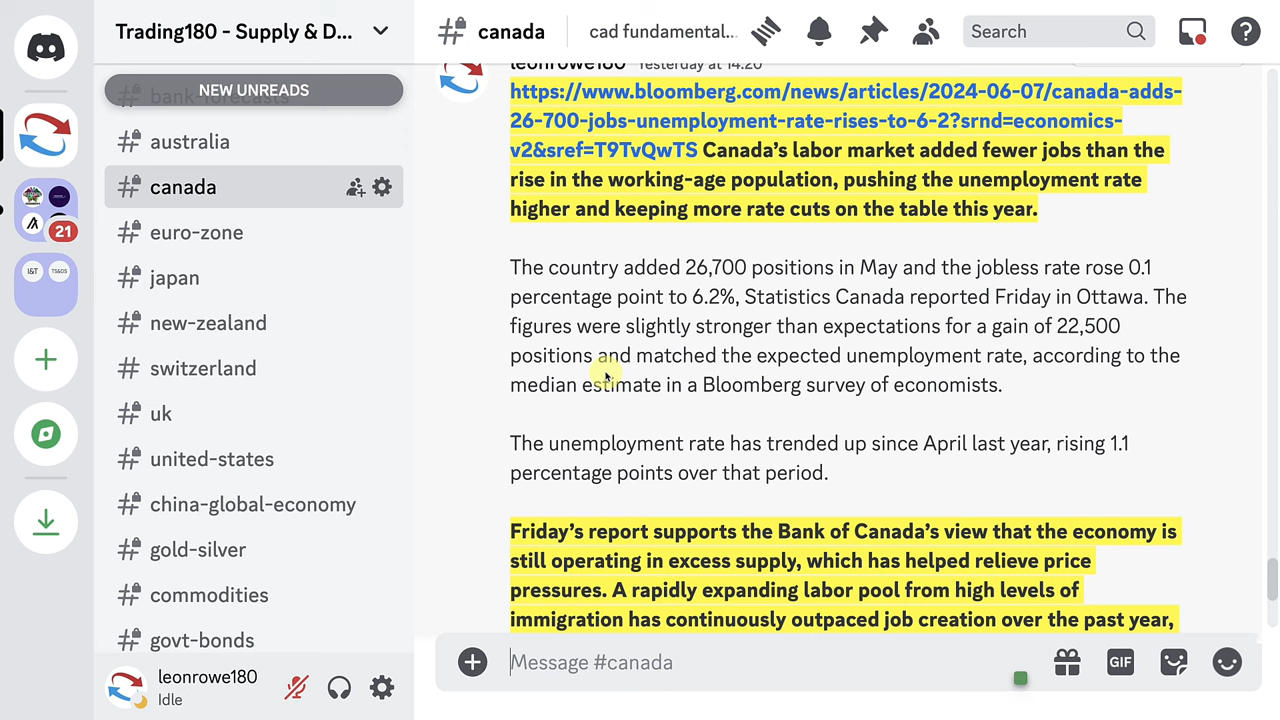 Trading180 - Supply & D...
NEW UNREADS
bank-forecasts
australia
canada
euro-zone
japan
new-zealand
switzerland
uk
united-states
china-global-economy
gold-silver
commodities
govt-bonds
leonrowe180
Idle
21
I&T
TS&OS
canada
cad fundamental...
Search
leonrowe180 Yesterday at 14:20
https://www.bloomberg.com/news/articles/2024-06-07/canada-adds-
26-700-jobs-unemployment-rate-rises-to-6-2?srnd=economics-
v2&sref=T9TvQwTS Canada's labor market added fewer jobs than the
rise in the working-age population, pushing the unemployment rate
higher and keeping more rate cuts on the table this year.
The country added 26,700 positions in May and the jobless rate rose 0.1
percentage point to 6.2%, Statistics Canada reported Friday in Ottawa. The
figures were slightly stronger than expectations for a gain of 22,500
positions and matched the expected unemployment rate, according to the
median estimate in a Bloomberg survey of economists.
The unemployment rate has trended up since April last year, rising 1.1
percentage points over that period.
Friday's report supports the Bank of Canada's view that the economy is
still operating in excess supply, which has helped relieve price
pressures. A rapidly expanding labor pool from high levels of
immigration has continuously outpaced job creation over the past year,
Message #canada
GIF